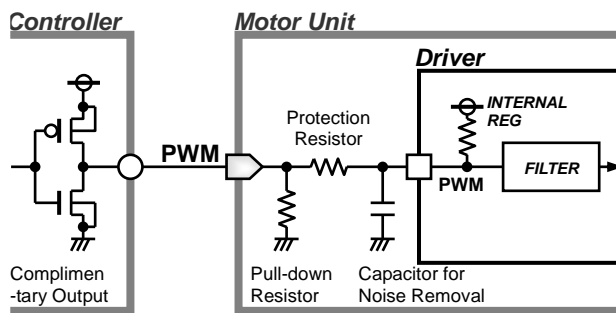 Controller
Motor Unit
Driver
Protection
Resistor
INTERNAL
REG
PWM
PWM
FILTER
Complimen
-tary Output
Pull-down
Resistor
Capacitor for
Noise Removal